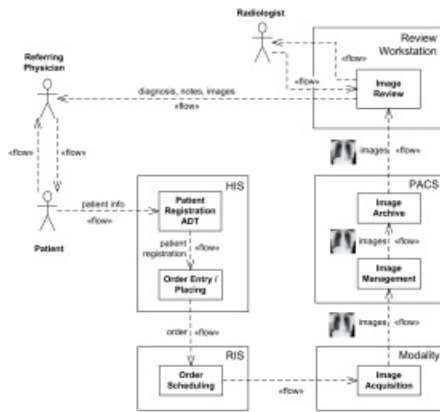 Radiologist
Review
Workstation
Referring
Physician
«flow»
«flow»
Image
Review
diagnosis, notes, images
«flow»
images «flow»
«flow» «flow»
HIS
PACS
patient info
«flow»
Patient
Registration
ADT
Image
Archive
Patient
patient
registration
«flow»
images «flow»
Order Entry /
Placing
Image
Management
order «flow»
images «flow»
RIS
Modality
Order
Scheduling
«flow»
Image
Acquisition